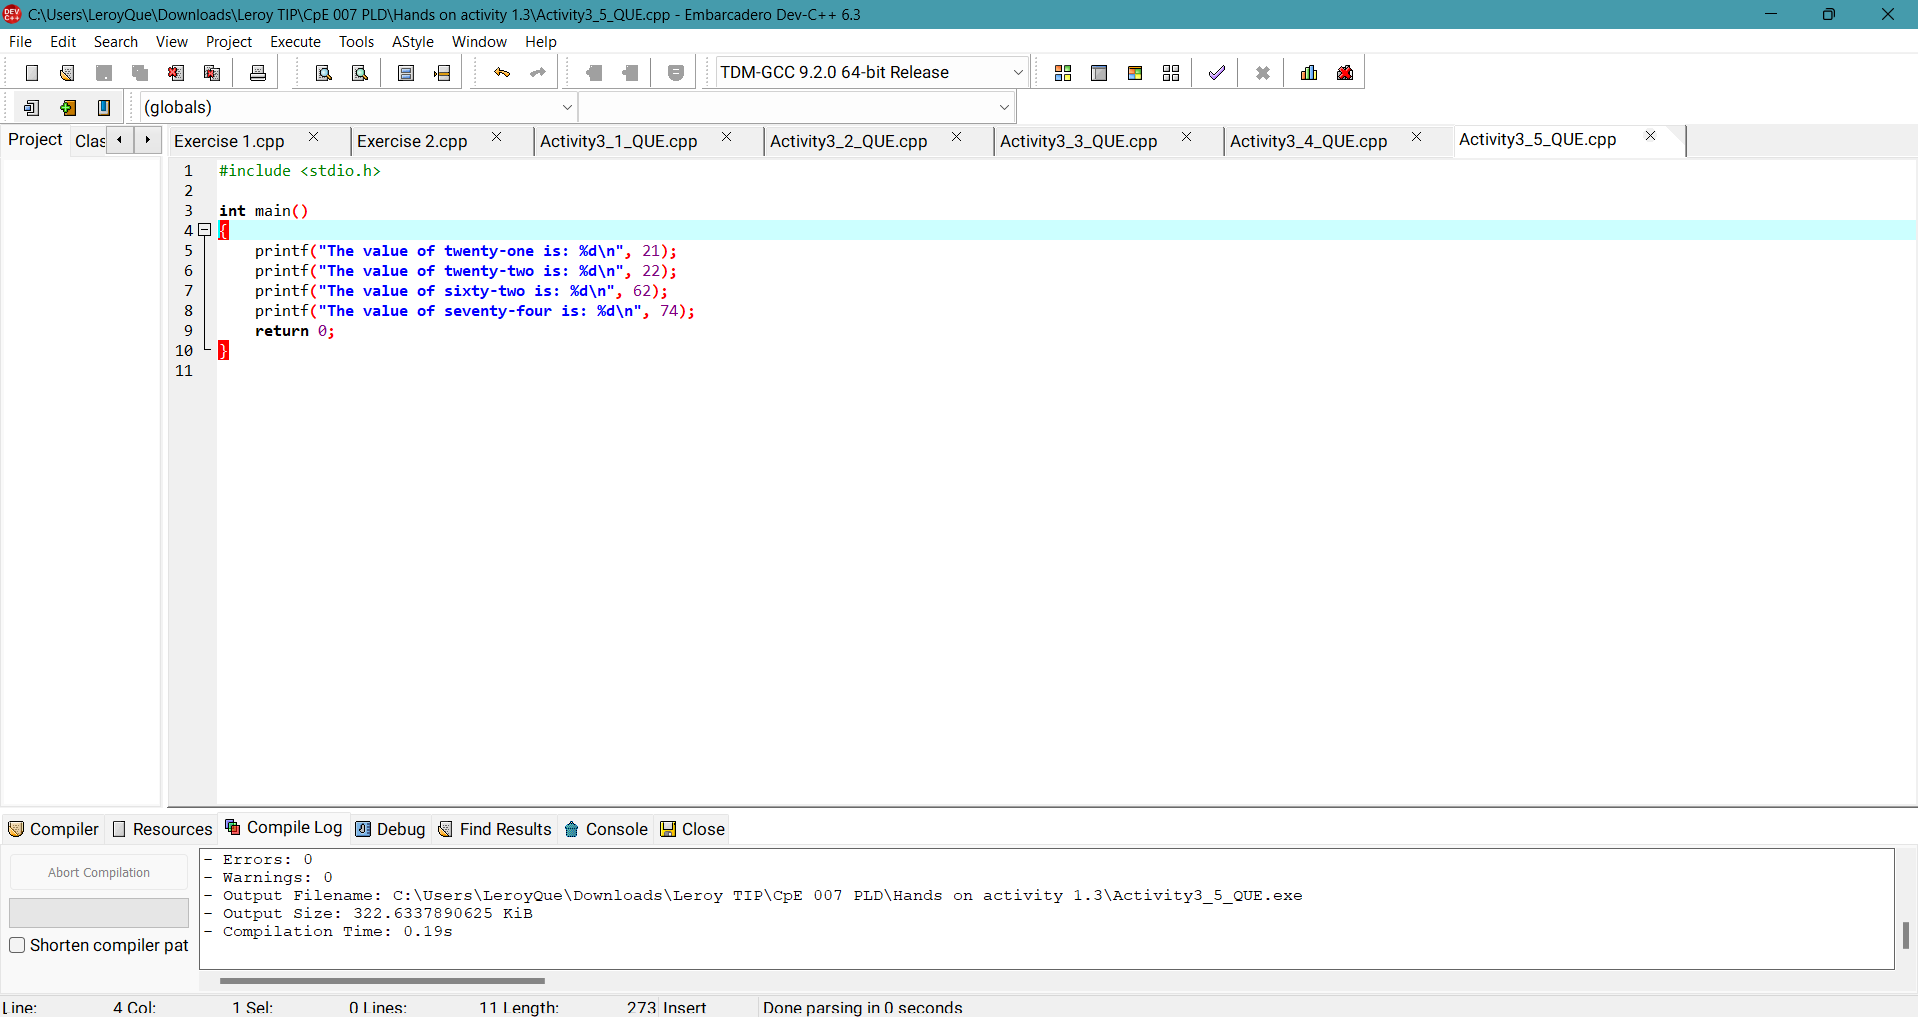 C:\Users\LeroyQue\Downloads\Leroy TIP\CpE 007 PLD\Hands on activity 1.3\Activity3_5_QUE.cpp - Embarcadero Dev-C++ 6.3
File Edit Search View Project Execute Tools AStyle Window Help
TDM-GCC 9.2.0 64-bit Release
(globals)
Project Clas Exercise 1.cpp Exercise 2.cpp Activity3_1_QUE.cpp Activity3_2_QUE.cpp Activity3_3_QUE.cpp Activity3_4_QUE.cpp Activity3_5_QUE.cpp
1 #include <stdio.h>
2
3 int main()
4 {
5 printf("The value of twenty-one is: %d\n", 21);
6 printf("The value of twenty-two is: %d\n", 22);
7 printf("The value of sixty-two is: %d\n", 62);
8 printf("The value of seventy-four is: %d\n", 74);
9 return 0;
10 }
11
Compiler Resources Compile Log Debug Find Results Console Close
Abort Compilation
Shorten compiler pat
- Errors: 0
- Warnings: 0
- Output Filename: C:\Users\LeroyQue\Downloads\Leroy TIP\CpE 007 PLD\Hands on activity 1.3\Activity3_5_QUE.exe
- Output Size: 322.6337890625 KiB
- Compilation Time: 0.19s
Line: 4 Col: 1 Sel: 0 Lines: 11 Length: 273 Insert Done parsing in 0 seconds